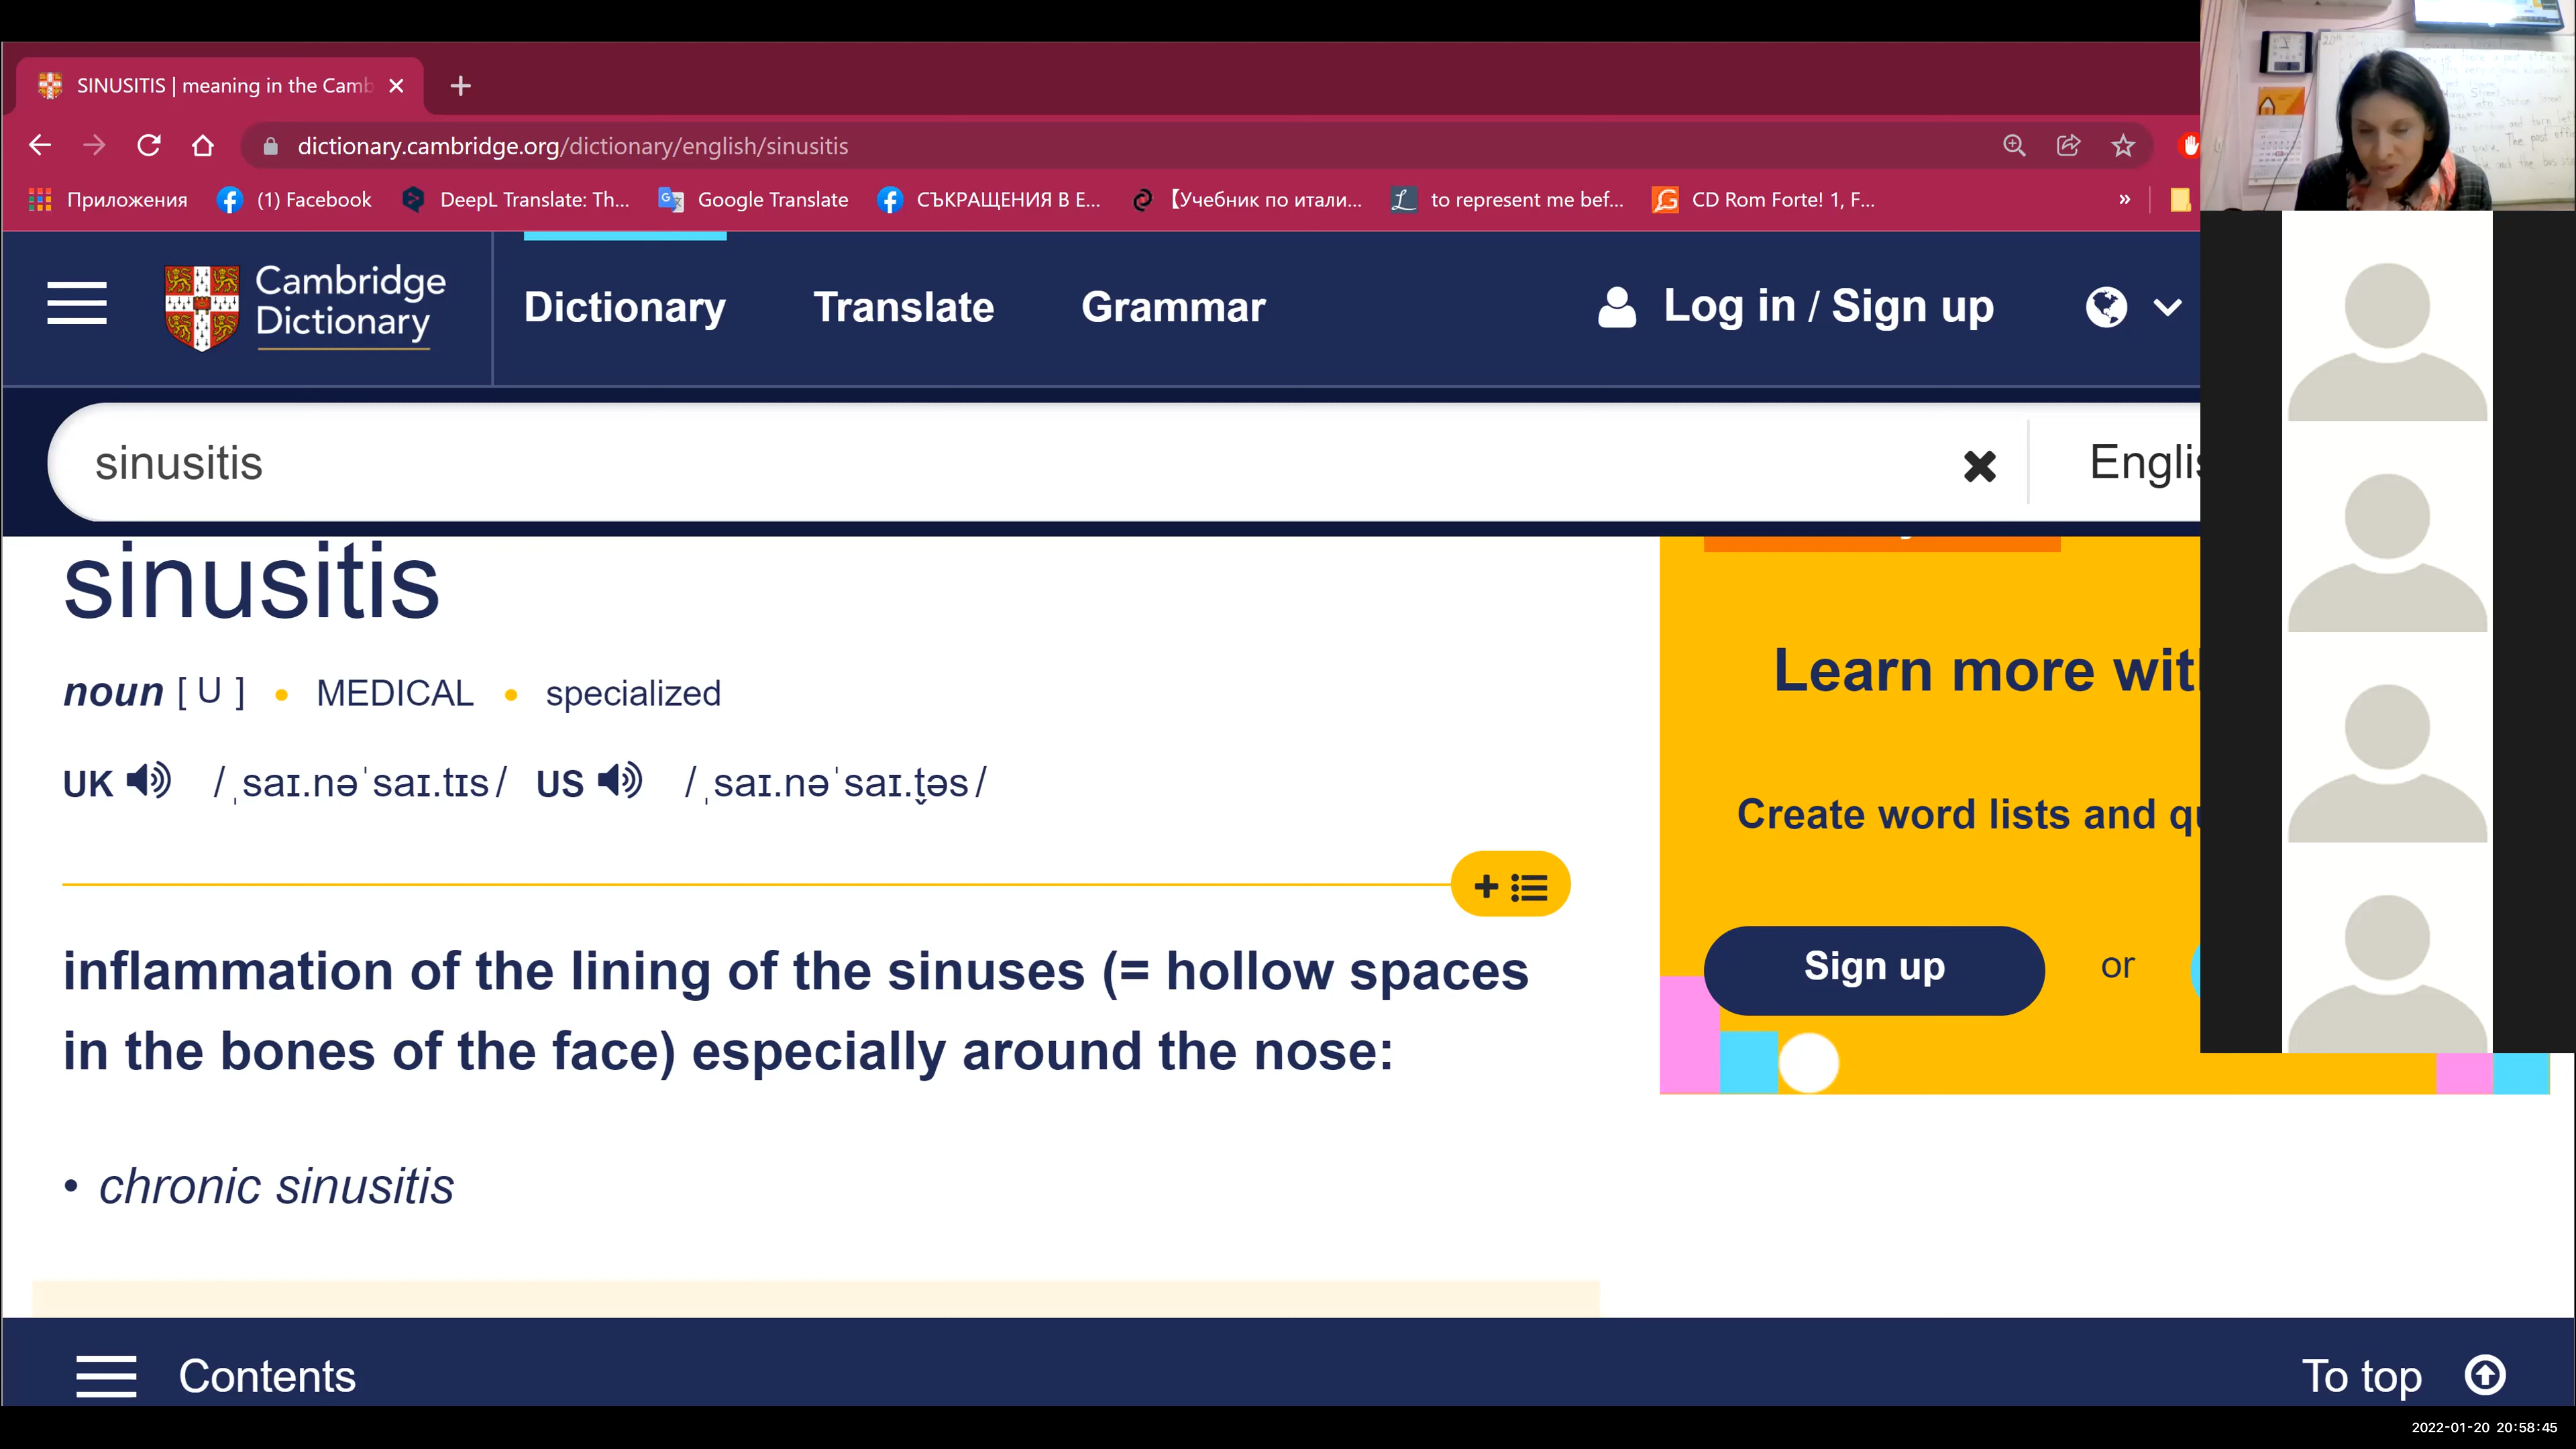 SINUSITIS | meaning in the Camb
dictionary.cambridge.org/dictionary/english/sinusitis
Приложения (1) Facebook DeepL Translate: Th... Google Translate СЪКРАЩЕНИЯ В Е... 【Учебник по итали... to represent me bef... CD Rom Forte! 1, F... »
Cambridge
Dictionary
Dictionary Translate Grammar Log in / Sign up
sinusitis Englis
sinusitis
noun [ U ] • MEDICAL • specialized
UK /ˌsaɪ.nəˈsaɪ.tɪs/ US /ˌsaɪ.nəˈsaɪ.t̬əs/
inflammation of the lining of the sinuses (= hollow spaces
in the bones of the face) especially around the nose:
• chronic sinusitis
Learn more wit
Create word lists and qu
Sign up or
Contents To top
2022-01-20 20:58:45